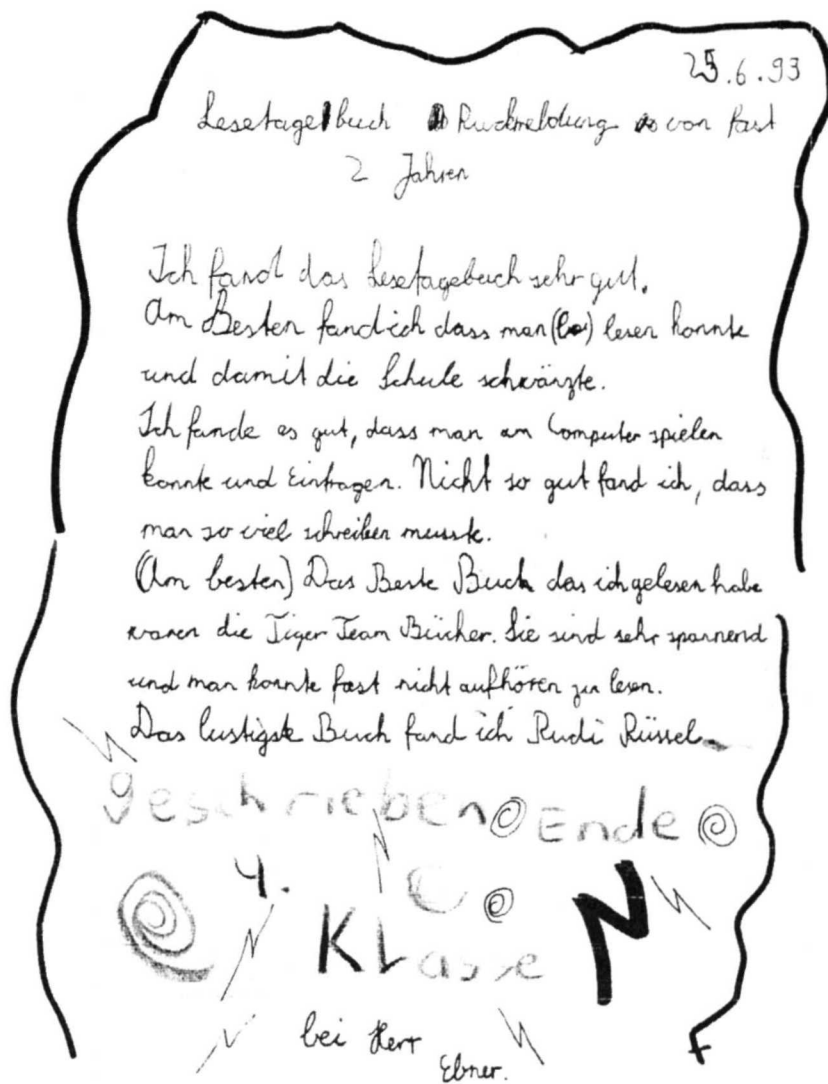 25.6.93
Lesetagebuch Ruckmeldung von fast
2 Jahren
Ich fand das Lesetagebuch sehr gut.
Am Besten fand ich dass man () lesen konnte
und damit die Schule schwänzte.
Ich fande es gut, dass man am Computer spielen
konnte und Eintragen. Nicht so gut fand ich, dass
man so viel schreiben musste.
(Am besten) Das Beste Buch das ich gelesen habe
waren die Tiger Team Bücher. Sie sind sehr spannend
und man konnte fast nicht aufhören zu lesen.
Das lustigste Buch fand ich Rudi Rüssel
geschrieben Ende
4. C
Klasse
bei Herr
Ebner.